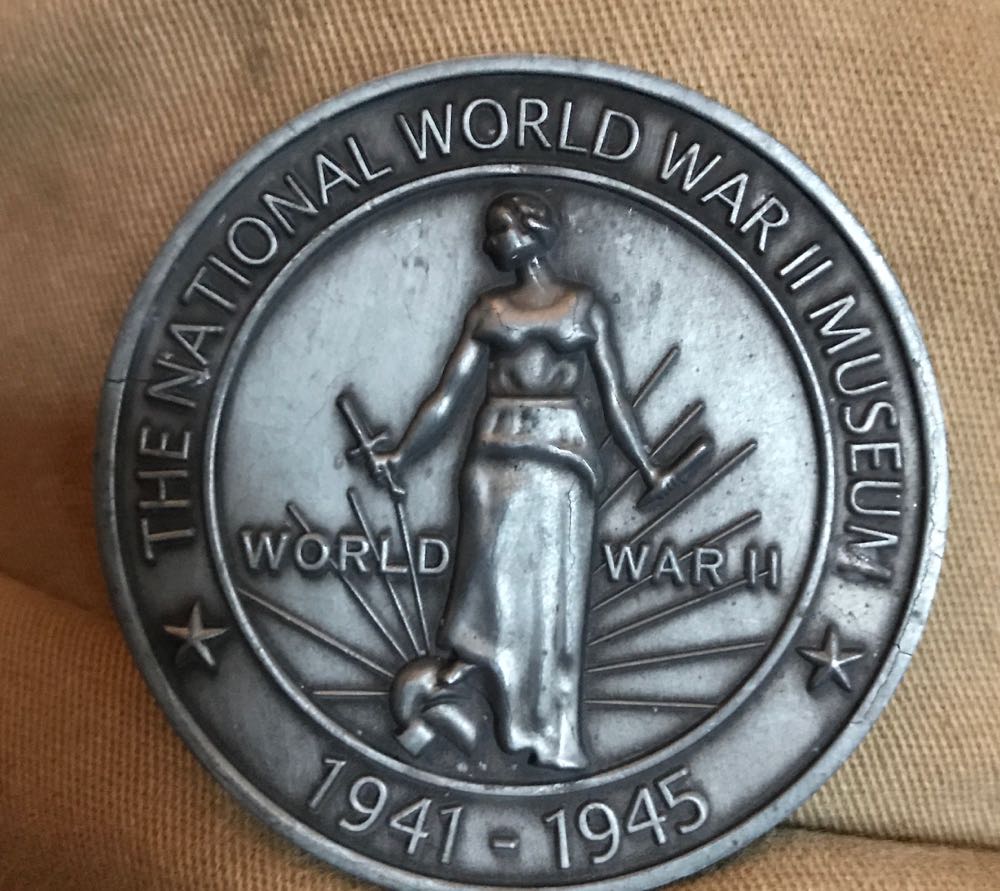 THE NATIONAL WORLD WAR II MUSEUM
WORLD WAR II
1941 - 1945